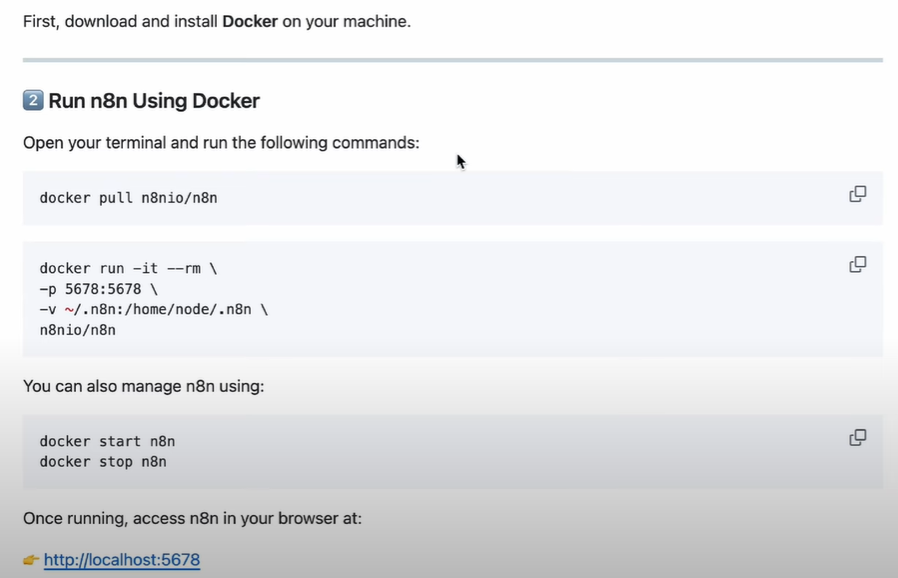 First, download and install Docker on your machine.
2 Run n8n Using Docker
Open your terminal and run the following commands:
docker pull n8nio/n8n
docker run -it --rm \
-p 5678:5678 \
-v ~/.n8n:/home/node/.n8n \
n8nio/n8n
You can also manage n8n using:
docker start n8n
docker stop n8n
Once running, access n8n in your browser at:
👉 http://localhost:5678